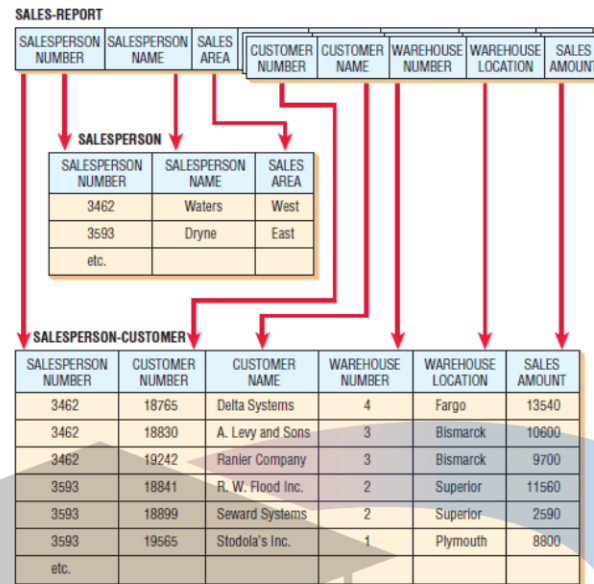 SALES-REPORT
SALESPERSON NUMBER SALESPERSON NAME SALES AREA CUSTOMER NUMBER CUSTOMER NAME WAREHOUSE NUMBER WAREHOUSE LOCATION SALES AMOUNT
SALESPERSON
SALESPERSON NUMBER SALESPERSON NAME SALES AREA
3462 Waters West
3593 Dryne East
etc.
SALESPERSON-CUSTOMER
SALESPERSON NUMBER CUSTOMER NUMBER CUSTOMER NAME WAREHOUSE NUMBER WAREHOUSE LOCATION SALES AMOUNT
3462 18765 Delta Systems 4 Fargo 13540
3462 18830 A. Levy and Sons 3 Bismarck 10600
3462 19242 Ranier Company 3 Bismarck 9700
3593 18841 R. W. Flood Inc. 2 Superior 11560
3593 18899 Seward Systems 2 Superior 2590
3593 19565 Stodola's Inc. 1 Plymouth 8800
etc.